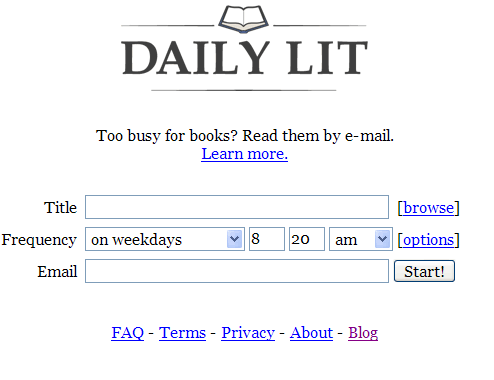 DAILY LIT
Too busy for books? Read them by e-mail.
Learn more.
Title [browse]
Frequency on weekdays 8 20 am [options]
Email Start!
FAQ - Terms - Privacy - About - Blog